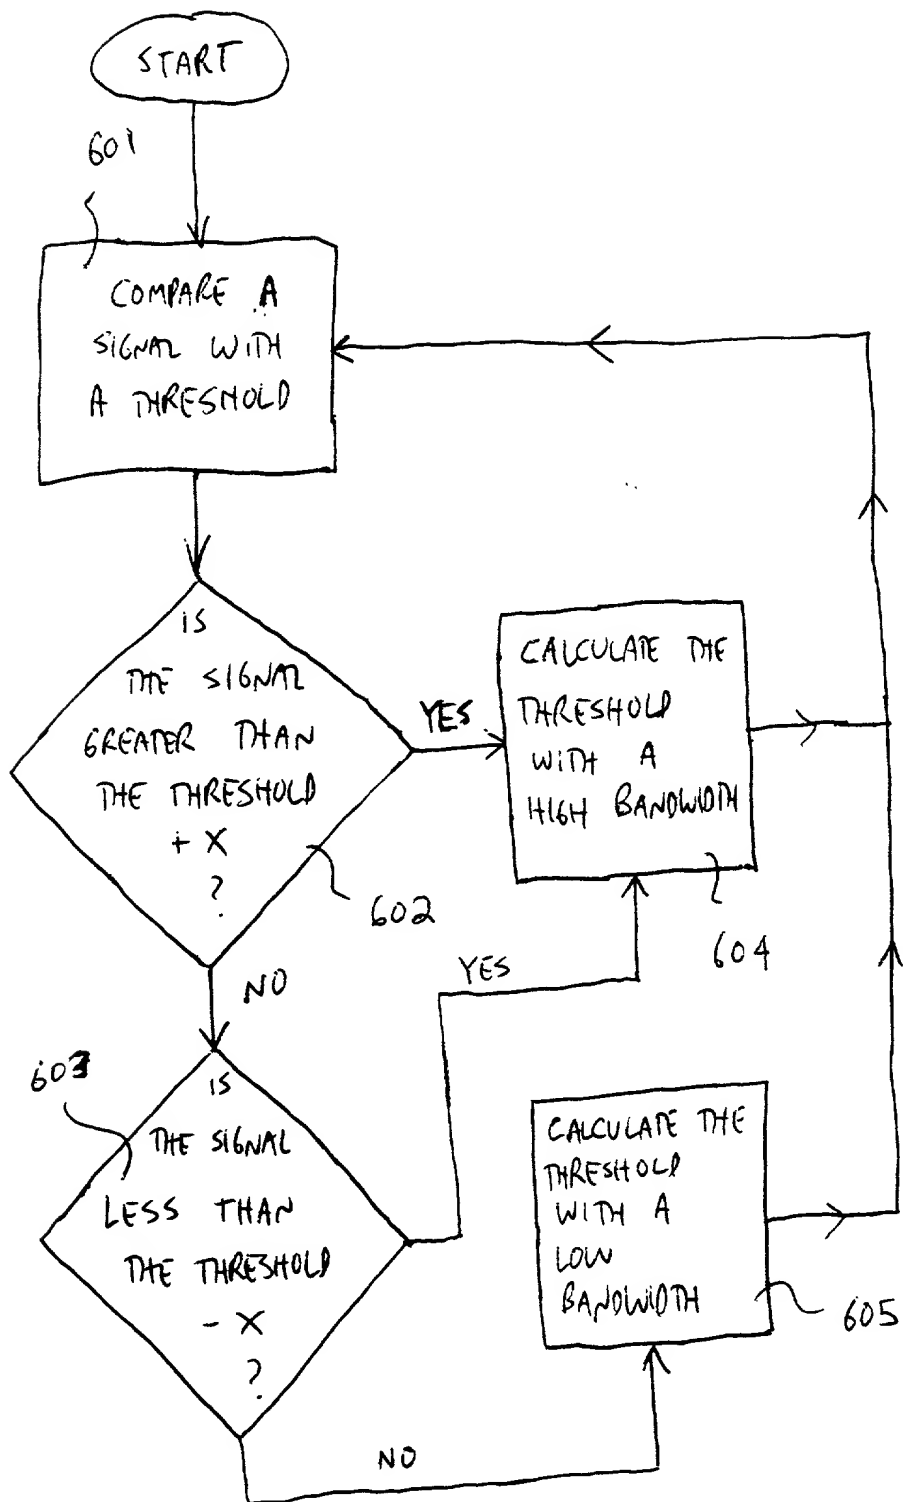 START
601
COMPARE A
SIGNAL WITH
A THRESHOLD
IS
THE SIGNAL
GREATER THAN
THE THRESHOLD
+ X
?
602
YES
CALCULATE THE
THRESHOLD
WITH A
HIGH BANDWIDTH
604
NO
YES
603
IS
THE SIGNAL
LESS THAN
THE THRESHOLD
- X
?
CALCULATE THE
THRESHOLD
WITH A
LOW
BANDWIDTH
605
NO